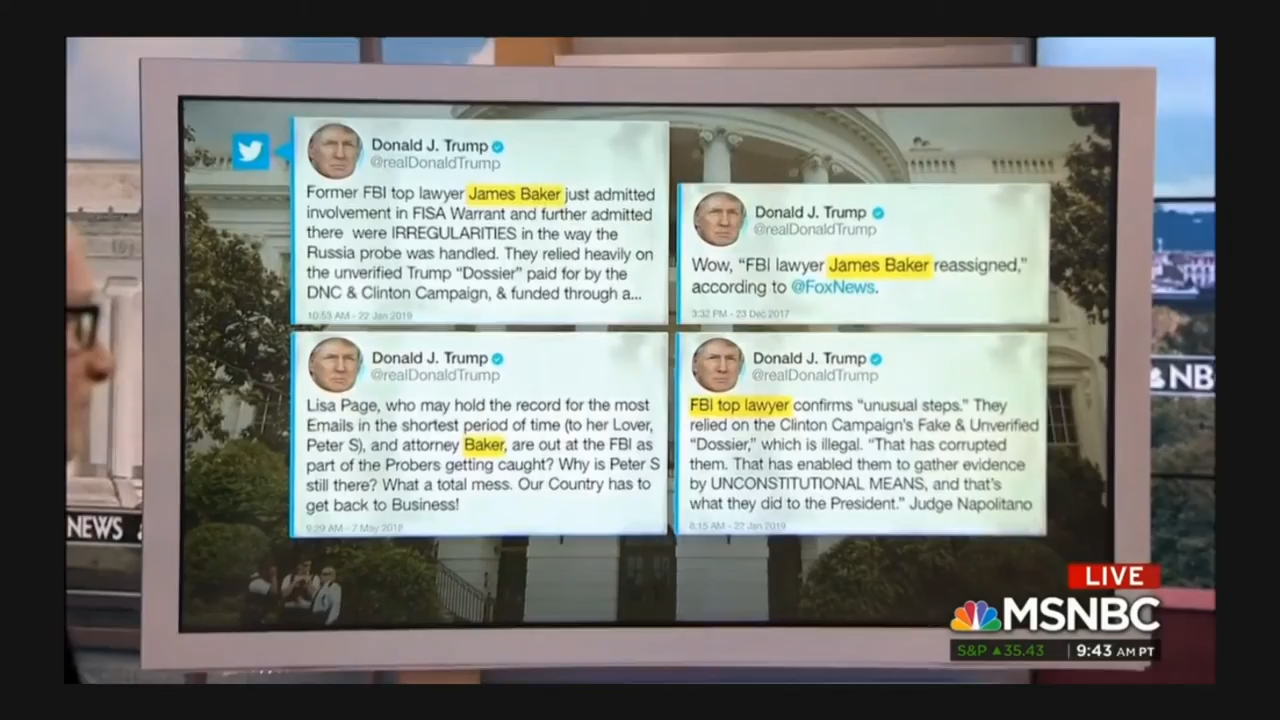 Donald J. Trump
@realDonaldTrump
Former FBI top lawyer James Baker just admitted
involvement in FISA Warrant and further admitted
there were IRREGULARITIES in the way the
Russia probe was handled. They relied heavily on
the unverified Trump “Dossier” paid for by the
DNC & Clinton Campaign, & funded through a...
10:53 AM - 22 Jan 2019
Donald J. Trump
@realDonaldTrump
Wow, “FBI lawyer James Baker reassigned,”
according to @FoxNews.
3:32 PM - 23 Dec 2017
Donald J. Trump
@realDonaldTrump
Lisa Page, who may hold the record for the most
Emails in the shortest period of time (to her Lover,
Peter S), and attorney Baker, are out at the FBI as
part of the Probers getting caught? Why is Peter S
still there? What a total mess. Our Country has to
get back to Business!
9:29 AM - 7 May 2018
Donald J. Trump
@realDonaldTrump
FBI top lawyer confirms “unusual steps.” They
relied on the Clinton Campaign's Fake & Unverified
“Dossier,” which is illegal. “That has corrupted
them. That has enabled them to gather evidence
by UNCONSTITUTIONAL MEANS, and that's
what they did to the President.” Judge Napolitano
8:15 AM - 22 Jan 2019
NB
NEWS
LIVE
MSNBC
S&P ▲35.43 | 9:43 AM PT